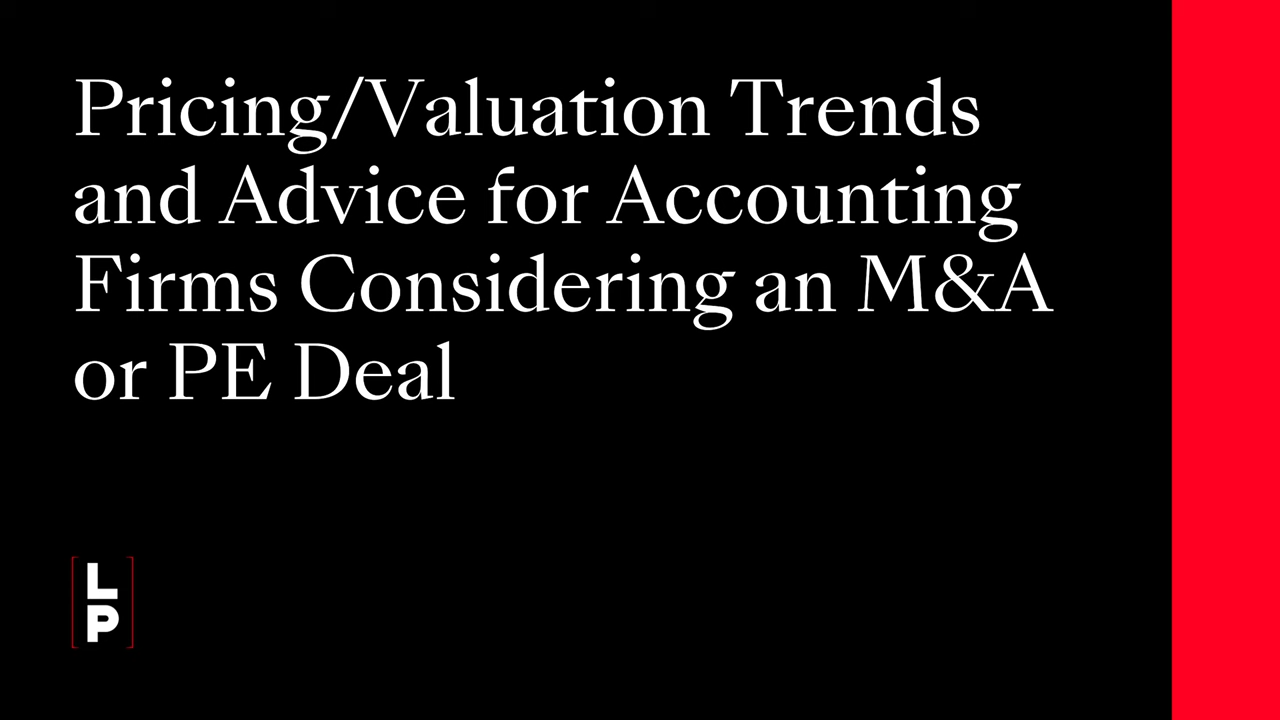 Pricing/Valuation Trends
and Advice for Accounting
Firms Considering an M&A
or PE Deal
L
P